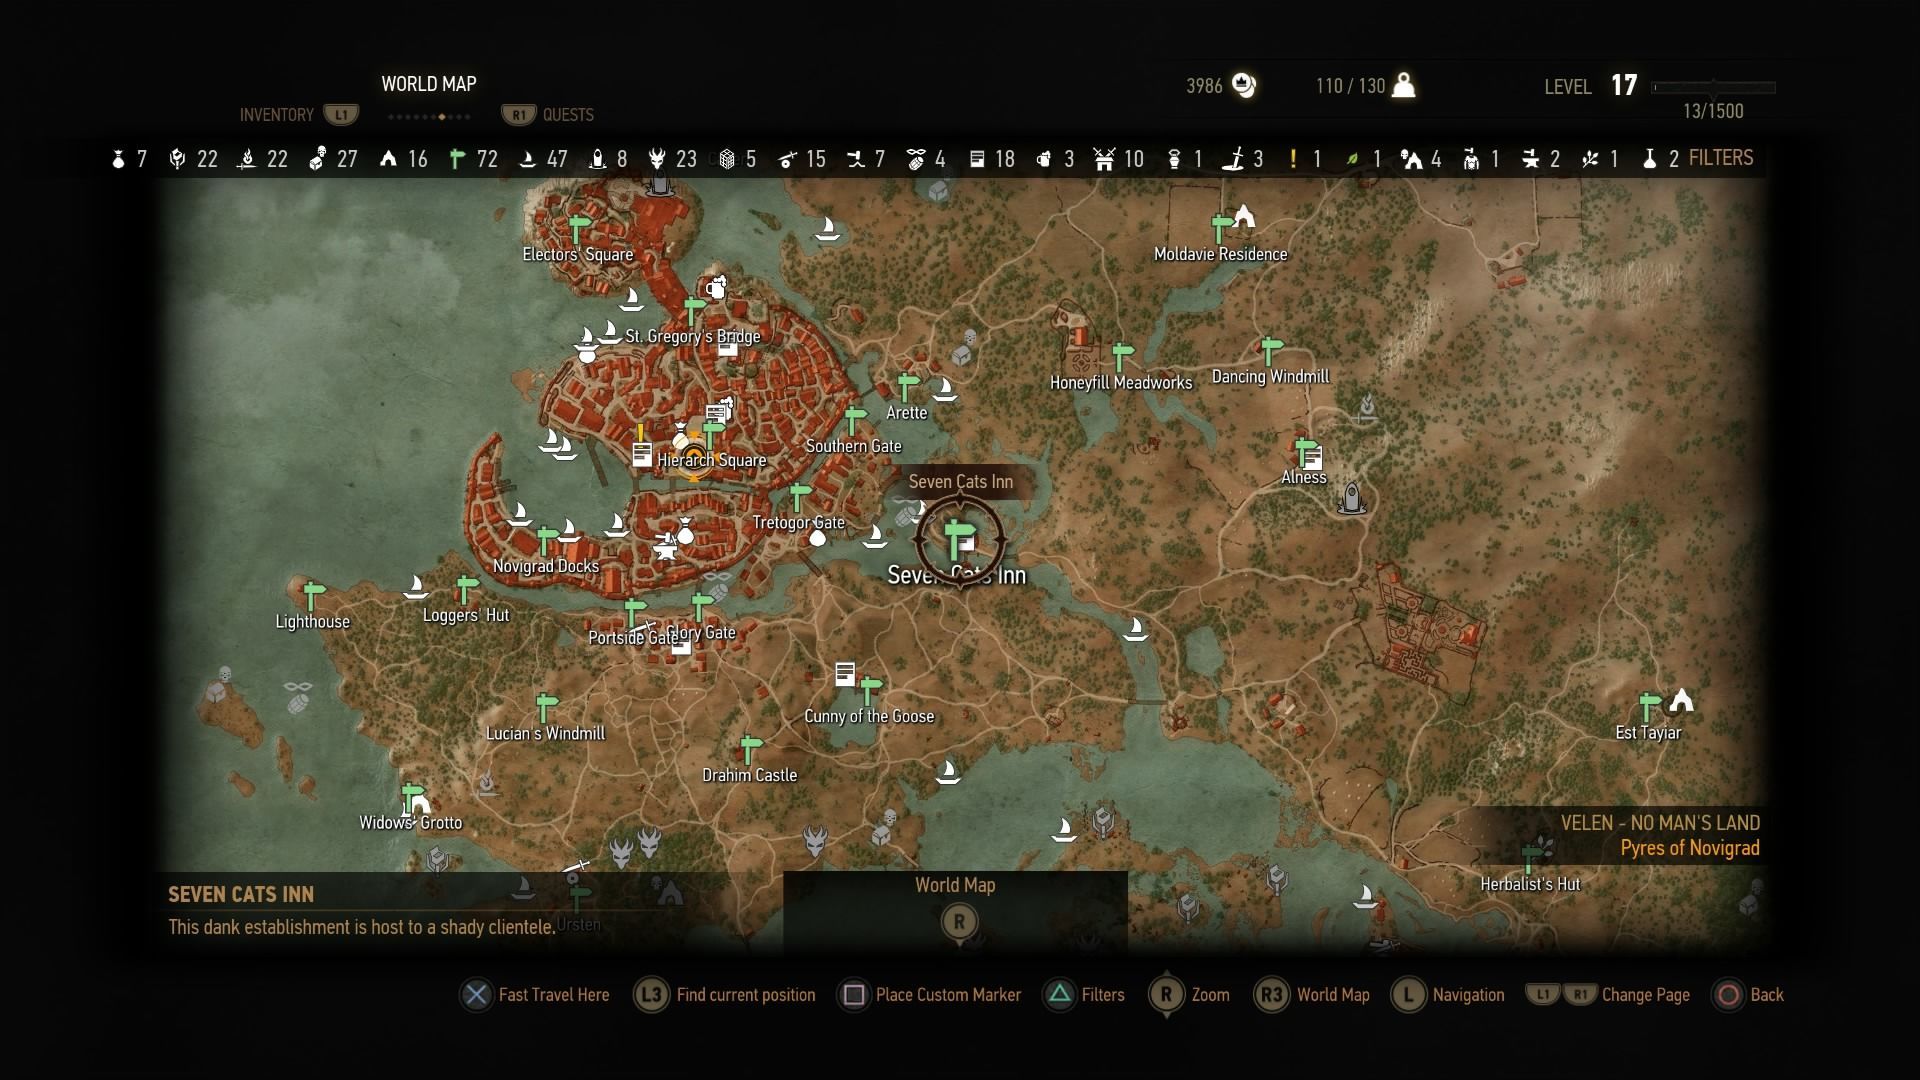 WORLD MAP
3986
110 / 130
LEVEL 17
13/1500
INVENTORY L1
R1 QUESTS
7 22 22 27 16 72 47 8 23 5 15 7 4 18 3 10 1 3 1 1 4 1 2 1 2 FILTERS
Electors' Square
Moldavie Residence
St. Gregory's Bridge
Honeyfill Meadworks
Dancing Windmill
Arette
Southern Gate
Hierarch Square
Alness
Seven Cats Inn
Tretogor Gate
Novigrad Docks
Seven Cats Inn
Lighthouse
Loggers' Hut
Portside Gate
Glory Gate
Cunny of the Goose
Lucian's Windmill
Est Tayiar
Drahim Castle
Widows' Grotto
VELEN - NO MAN'S LAND
Pyres of Novigrad
Herbalist's Hut
SEVEN CATS INN
This dank establishment is host to a shady clientele.
Ursten
World Map
R
Fast Travel Here
L3 Find current position
Place Custom Marker
Filters
R Zoom
R3 World Map
L Navigation
L1 R1 Change Page
Back